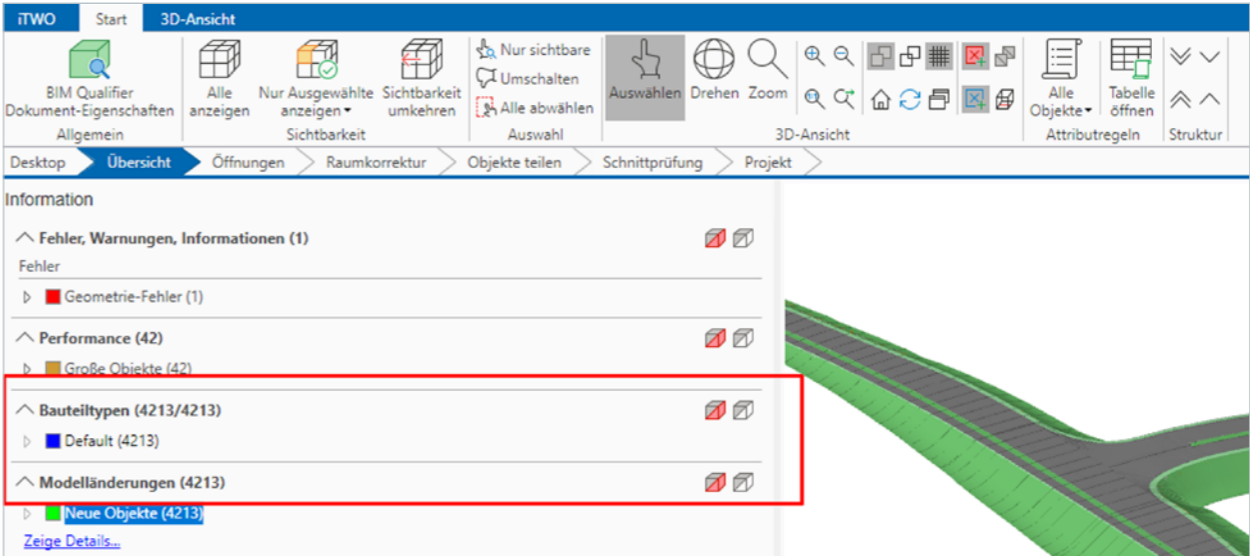 iTWO Start 3D-Ansicht
BIM Qualifier
Dokument-Eigenschaften
Allgemein
Alle
anzeigen
Nur Ausgewählte
anzeigen
Sichtbarkeit
umkehren
Sichtbarkeit
Nur sichtbare
Umschalten
Alle abwählen
Auswahl
Auswählen Drehen Zoom
3D-Ansicht
Alle
Objekte
Tabelle
öffnen
Attributregeln
Struktur
Desktop Übersicht Öffnungen Raumkorrektur Objekte teilen Schnittprüfung Projekt
Information
Fehler, Warnungen, Informationen (1)
Fehler
Geometrie-Fehler (1)
Performance (42)
Große Objekte (42)
Bauteiltypen (4213/4213)
Default (4213)
Modelländerungen (4213)
Neue Objekte (4213)
Zeige Details...